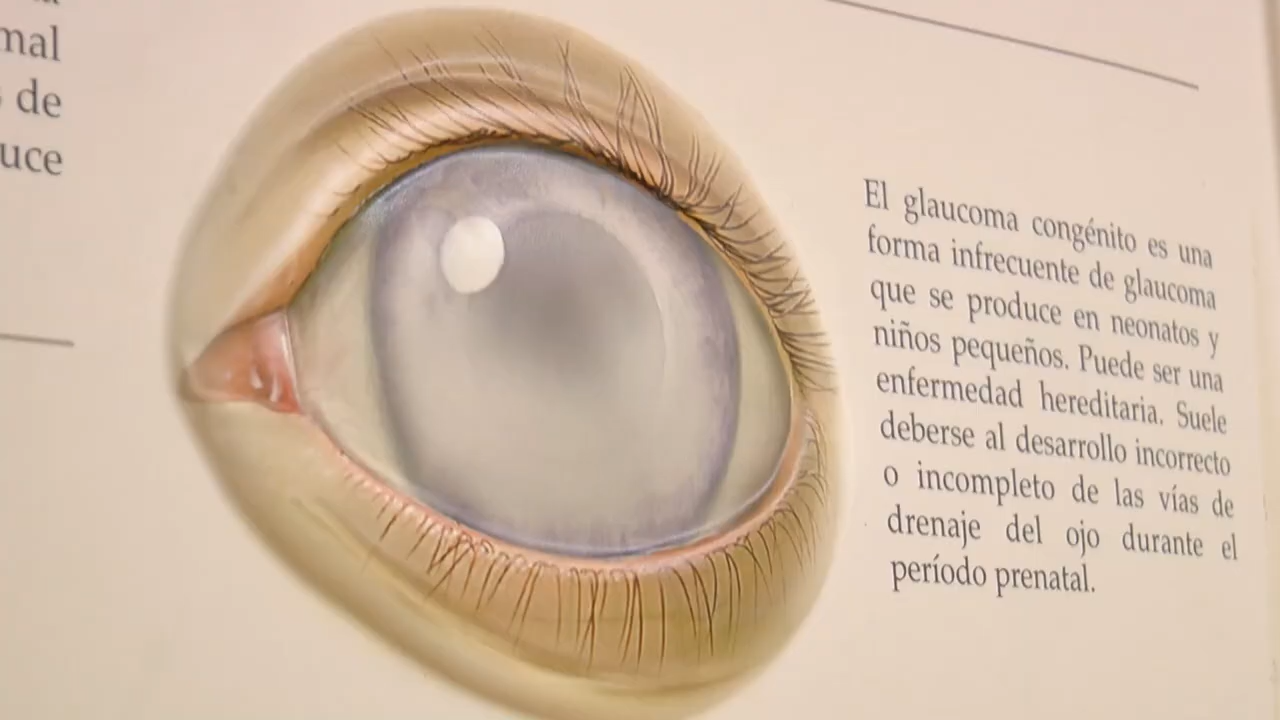 mal
de
uce
El glaucoma congénito es una
forma infrecuente de glaucoma
que se produce en neonatos y
niños pequeños. Puede ser una
enfermedad hereditaria. Suele
deberse al desarrollo incorrecto
o incompleto de las vías de
drenaje del ojo durante el
período prenatal.